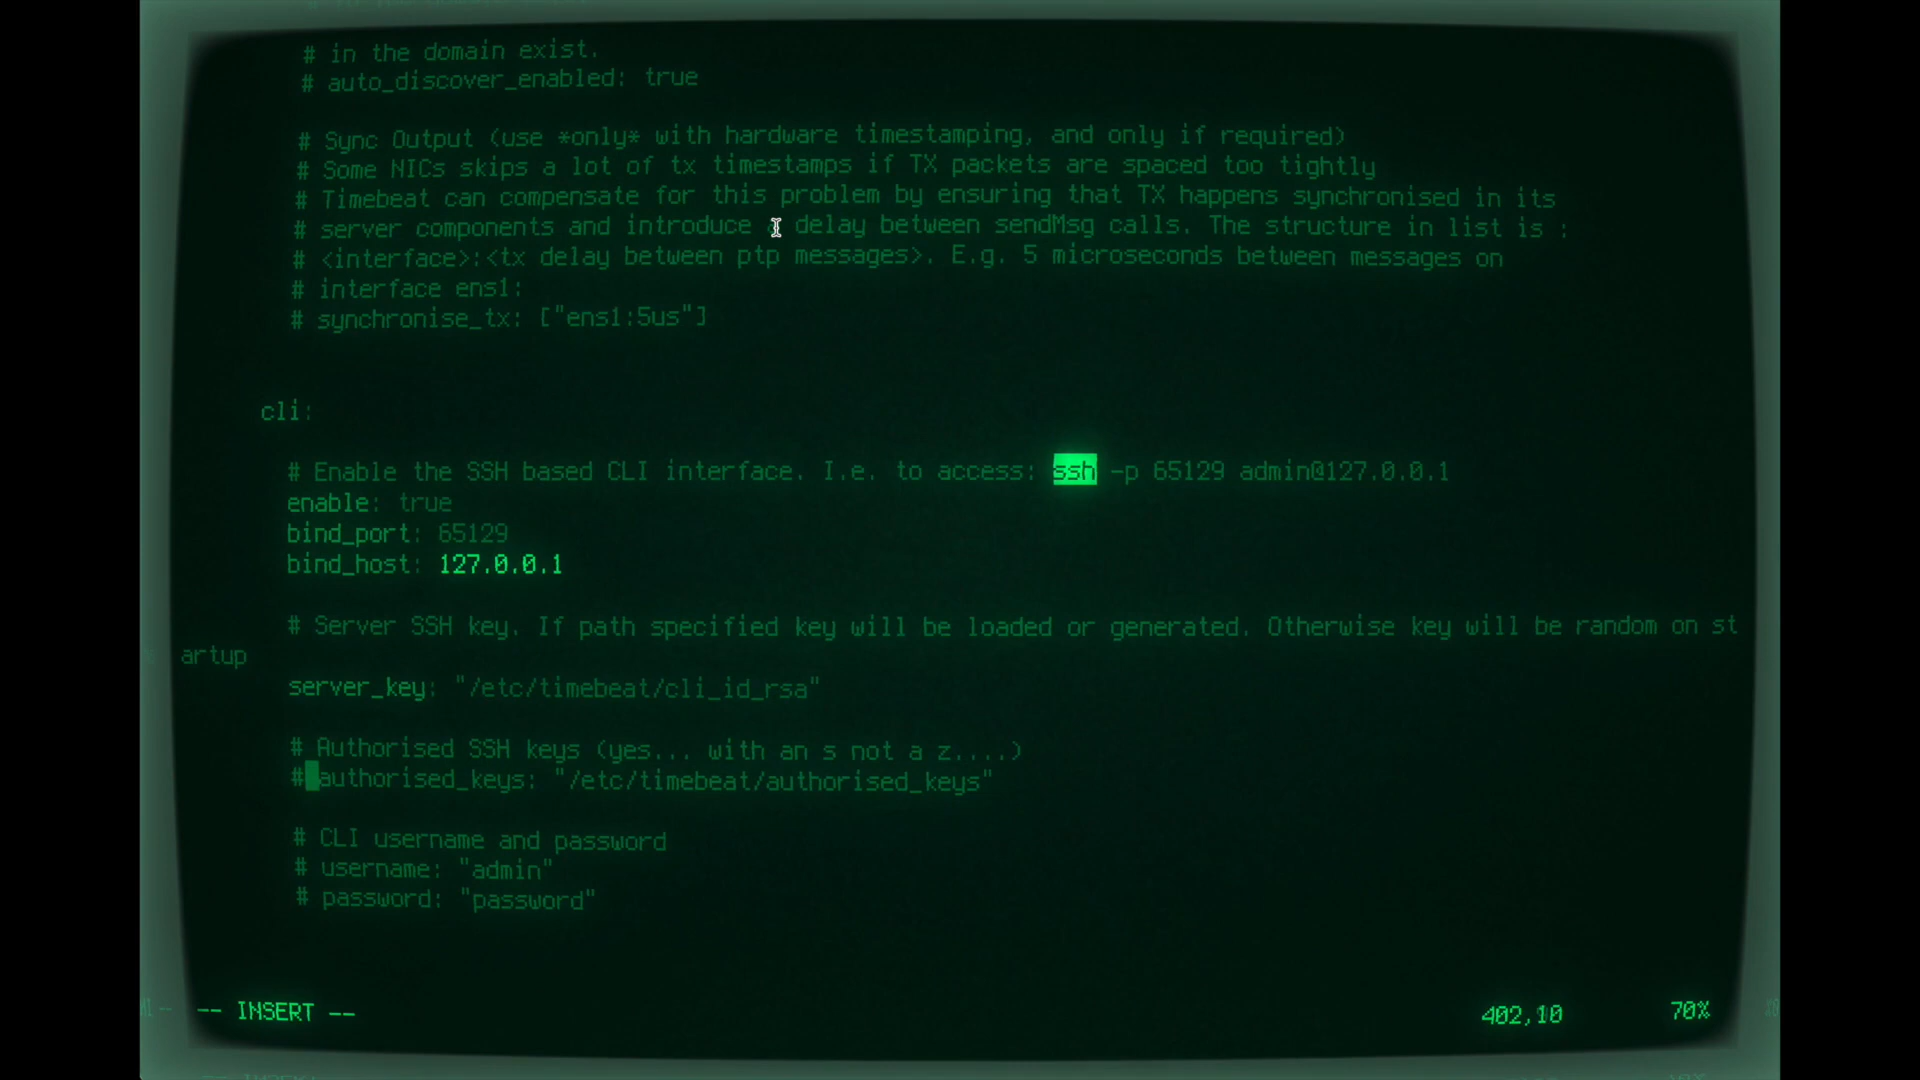 # in the domain exist.
# auto_discover_enabled: true
# Sync Output (use *only* with hardware timestamping, and only if required)
# Some NICs skips a lot of tx timestamps if TX packets are spaced too tightly
# Timebeat can compensate for this problem by ensuring that TX happens synchronised in its
# server components and introduce a delay between sendMsg calls. The structure in list is :
# <interface>:<tx delay between ptp messages>. E.g. 5 microseconds between messages on
# interface ens1:
# synchronise_tx: ["ens1:5us"]
cli:
# Enable the SSH based CLI interface. I.e. to access: ssh -p 65129 admin@127.0.0.1
enable: true
bind_port: 65129
bind_host: 127.0.0.1
# Server SSH key. If path specified key will be loaded or generated. Otherwise key will be random on st
artup
server_key: "/etc/timebeat/cli_id_rsa"
# Authorised SSH keys (yes... with an s not a z....)
# authorised_keys: "/etc/timebeat/authorised_keys"
# CLI username and password
# username: "admin"
# password: "password"
-- INSERT -- 402,10 70%